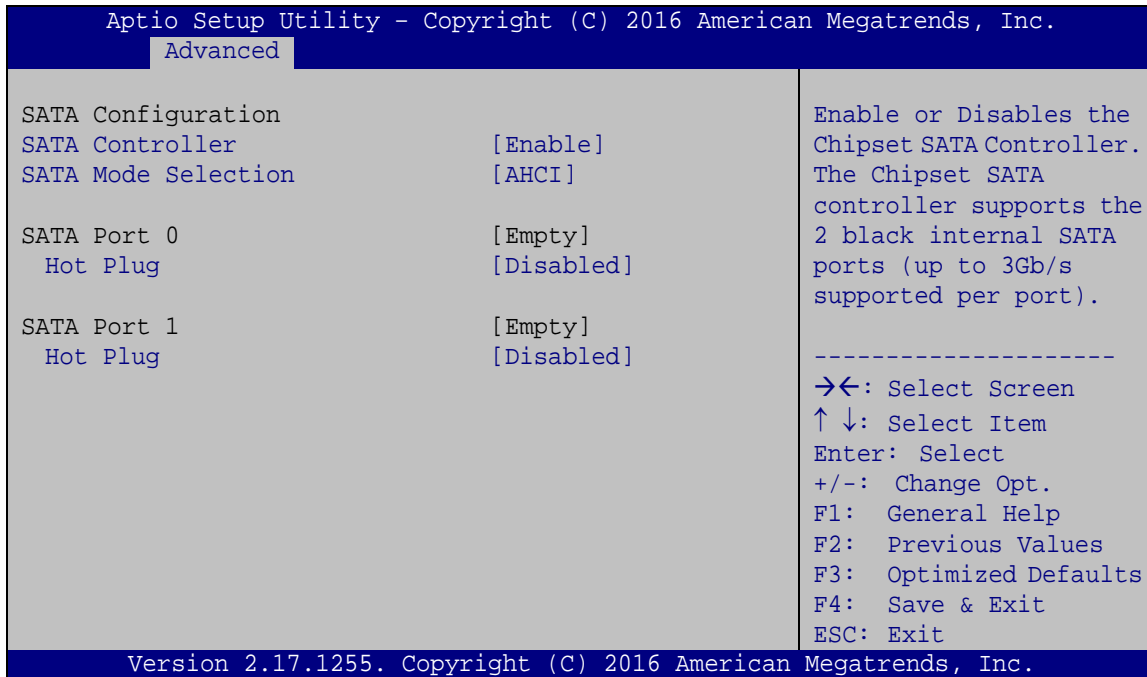 Aptio Setup Utility – Copyright (C) 2016 American Megatrends, Inc.
Advanced
SATA Configuration
SATA Controller [Enable]
SATA Mode Selection [AHCI]
SATA Port 0 [Empty]
Hot Plug [Disabled]
SATA Port 1 [Empty]
Hot Plug [Disabled]
Enable or Disables the
Chipset SATA Controller.
The Chipset SATA
controller supports the
2 black internal SATA
ports (up to 3Gb/s
supported per port).
---------------------
→←: Select Screen
↑ ↓: Select Item
Enter: Select
+/-: Change Opt.
F1: General Help
F2: Previous Values
F3: Optimized Defaults
F4: Save & Exit
ESC: Exit
Version 2.17.1255. Copyright (C) 2016 American Megatrends, Inc.